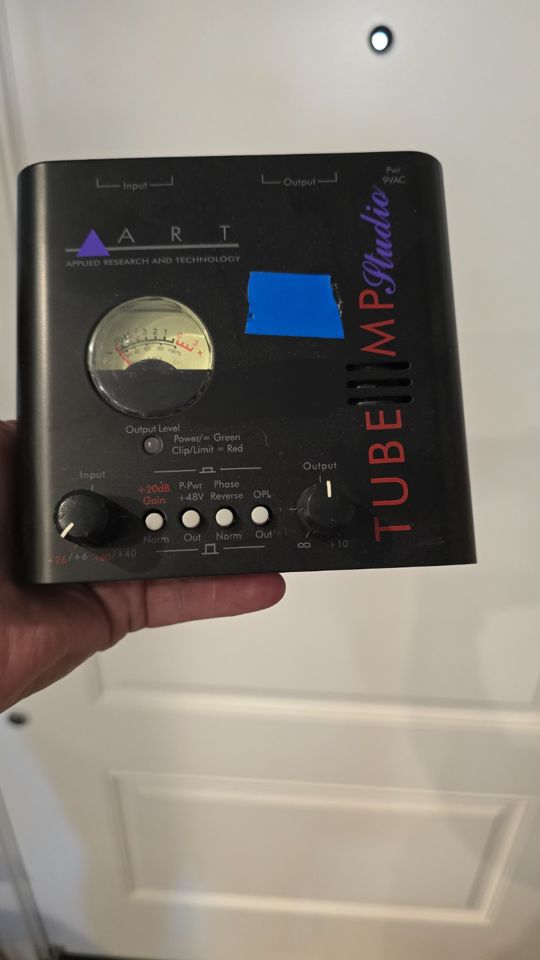 Input
Output
Pwr
9VAC
ART
APPLIED RESEARCH AND TECHNOLOGY
TUBE MP Studio
Output Level
Power/= Green
Clip/Limit = Red
Input
+20dB
Gain
P-Pwr
+48V
Phase
Reverse
OPL
Output
Norm
Out
Norm
Out
+26/+6
+60/+40
∞
+10